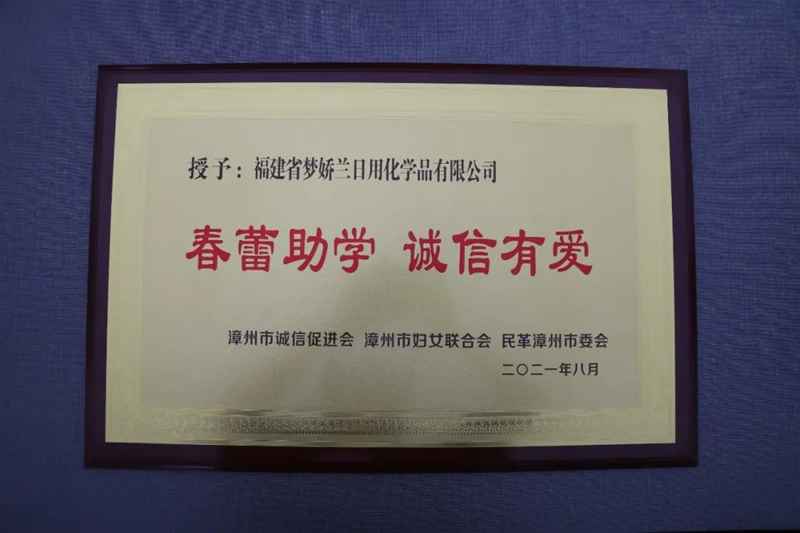 授予：福建省梦娇兰日用化学品有限公司
春蕾助学 诚信有爱
漳州市诚信促进会 漳州市妇女联合会 民革漳州市委会
二〇二一年八月